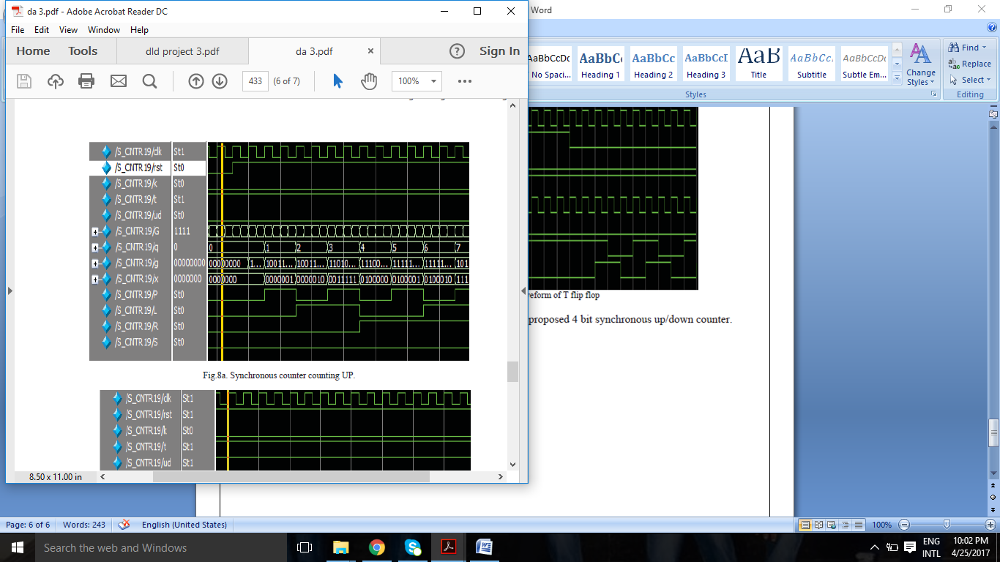 da 3.pdf - Adobe Acrobat Reader DC
File Edit View Window Help
Home Tools dld project 3.pdf da 3.pdf × ? Sign In
433 (6 of 7) 100%
/S_CNTR19/clk St1
/S_CNTR19/rst St0
/S_CNTR19/k St0
/S_CNTR19/t St1
/S_CNTR19/ud St0
/S_CNTR19/G 1111
/S_CNTR19/q 0 0 1 2 3 4 5 6 7
/S_CNTR19/g 00000000 00000000 1... 10011... 10011... 11010... 11100... 11111... 11111... 101
/S_CNTR19/x 0000000 0000000 0000001 0000010 0011111 0100000 0100001 0100010 111
/S_CNTR19/P St0
/S_CNTR19/L St0
/S_CNTR19/R St0
/S_CNTR19/S St0
Fig.8a. Synchronous counter counting UP.
/S_CNTR19/clk St1
/S_CNTR19/rst St1
/S_CNTR19/k St0
/S_CNTR19/t St1
/S_CNTR19/ud St1
8.50 x 11.00 in
Word
AaBbCcDc AaBbC AaBbCc AaBbCcI AaB AaBbCc. AaBbCcDc
No Spaci... Heading 1 Heading 2 Heading 3 Title Subtitle Subtle Em...
Change Styles
Find
Replace
Select
Styles Editing
eform of T flip flop
proposed 4 bit synchronous up/down counter.
Page: 6 of 6 Words: 243 English (United States) 100%
Search the web and Windows
ENG 10:02 PM
INTL 4/25/2017